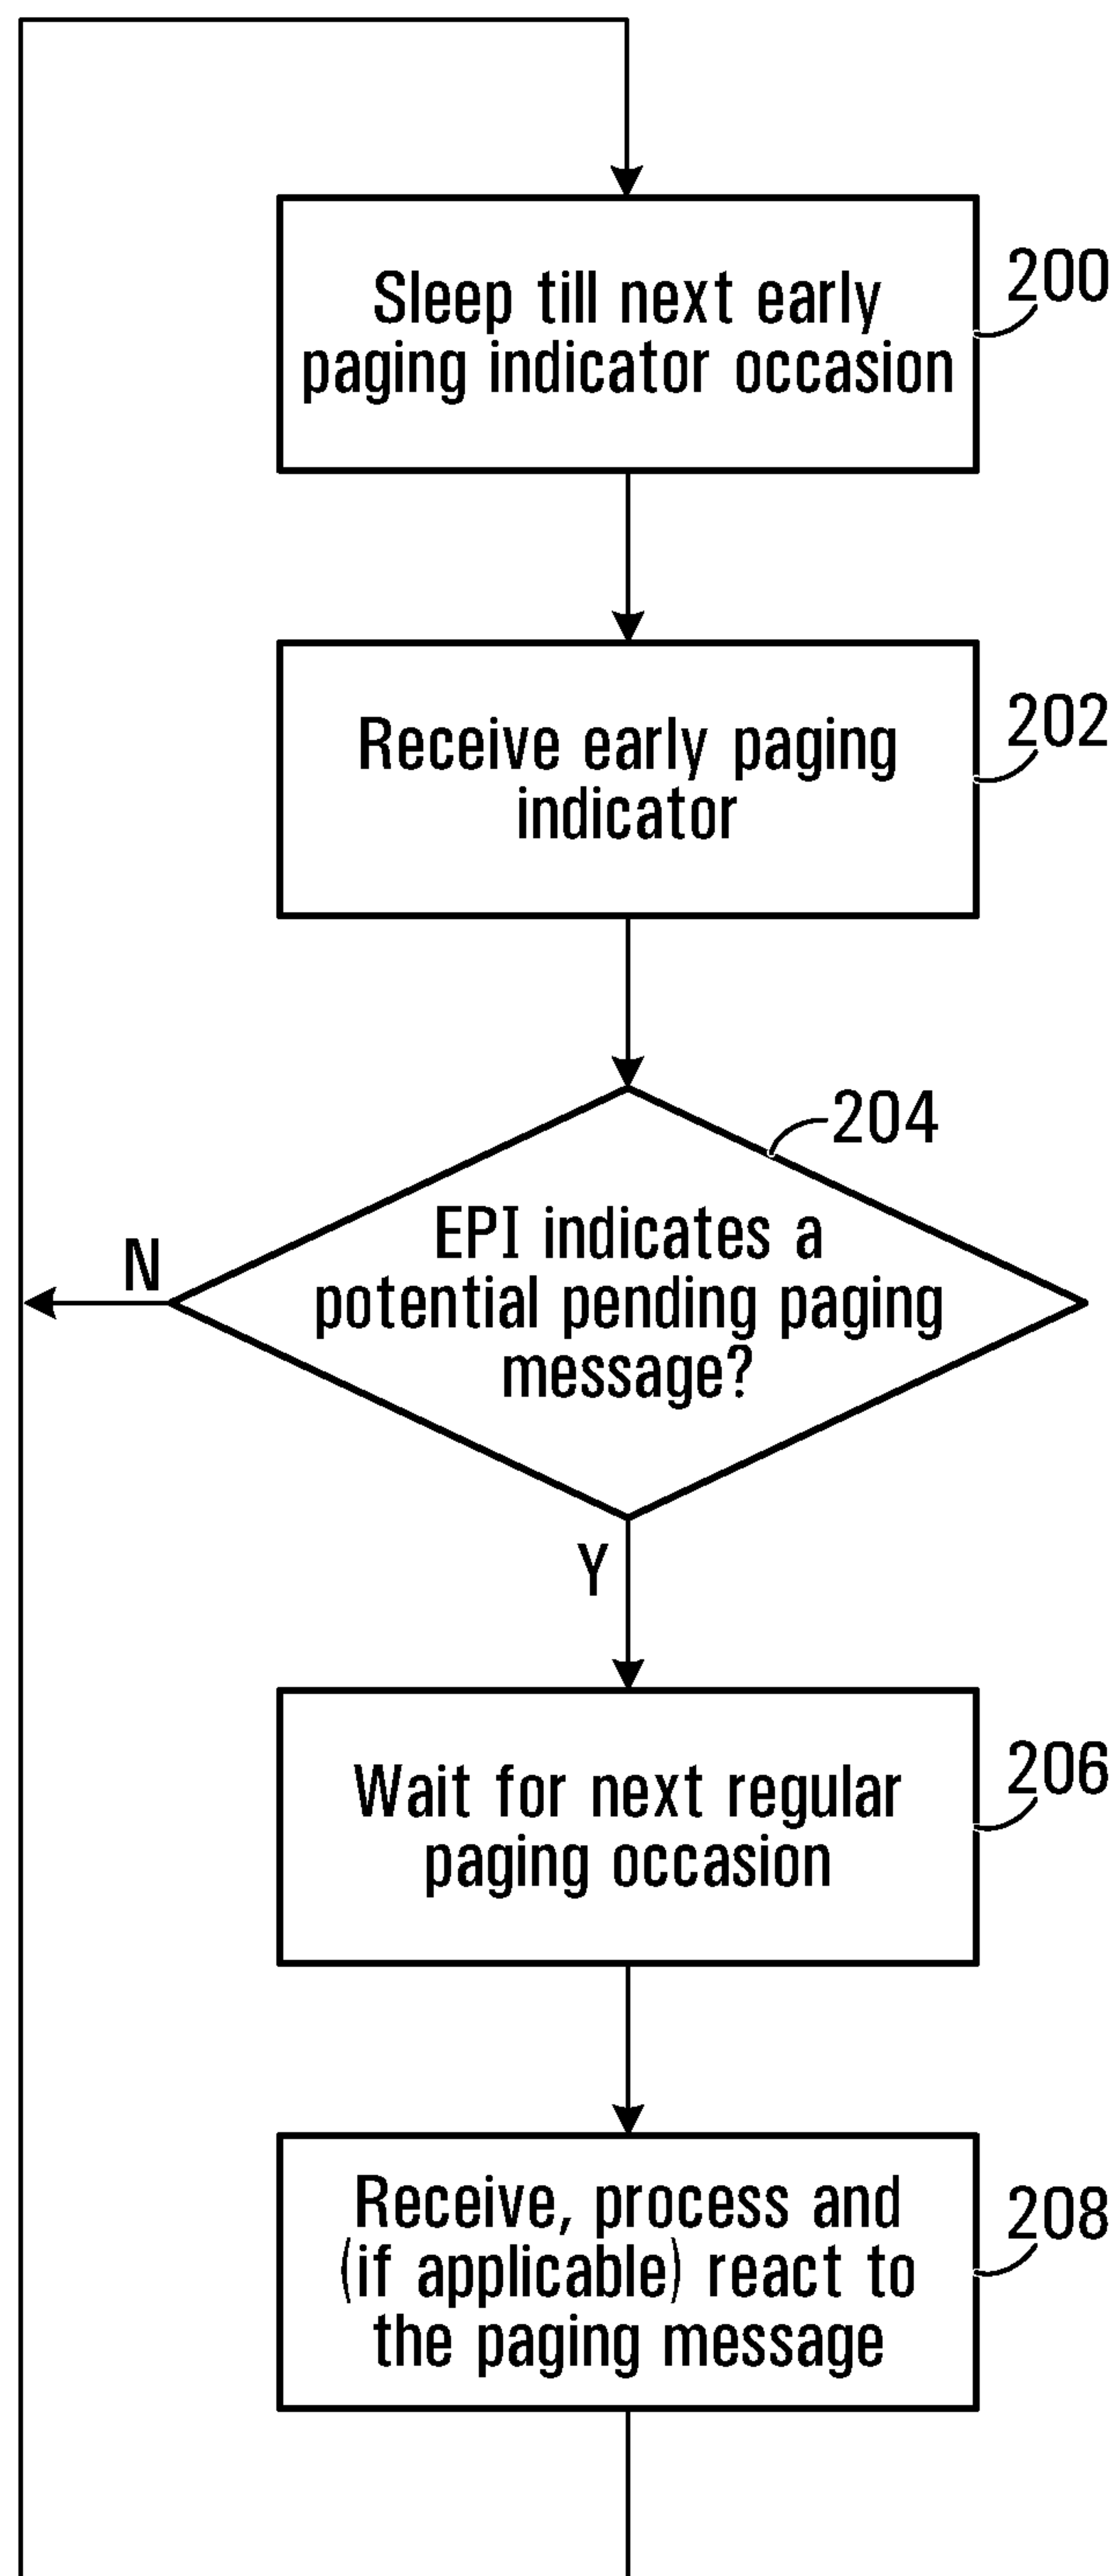 Sleep till next early
paging indicator occasion
200
Receive early paging
indicator
202
204
EPI indicates a
potential pending paging
message?
N
Y
Wait for next regular
paging occasion
206
Receive, process and
(if applicable) react to
the paging message
208